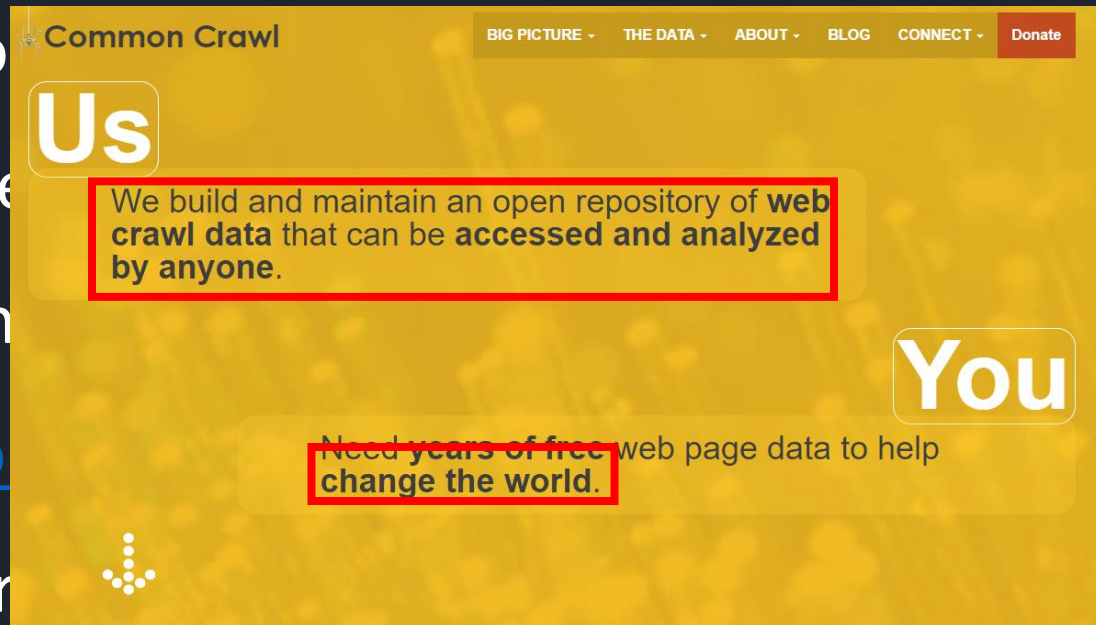 Common Crawl
BIG PICTURE THE DATA ABOUT BLOG CONNECT Donate
Us
We build and maintain an open repository of web
crawl data that can be accessed and analyzed
by anyone.
You
Need years of free web page data to help
change the world.